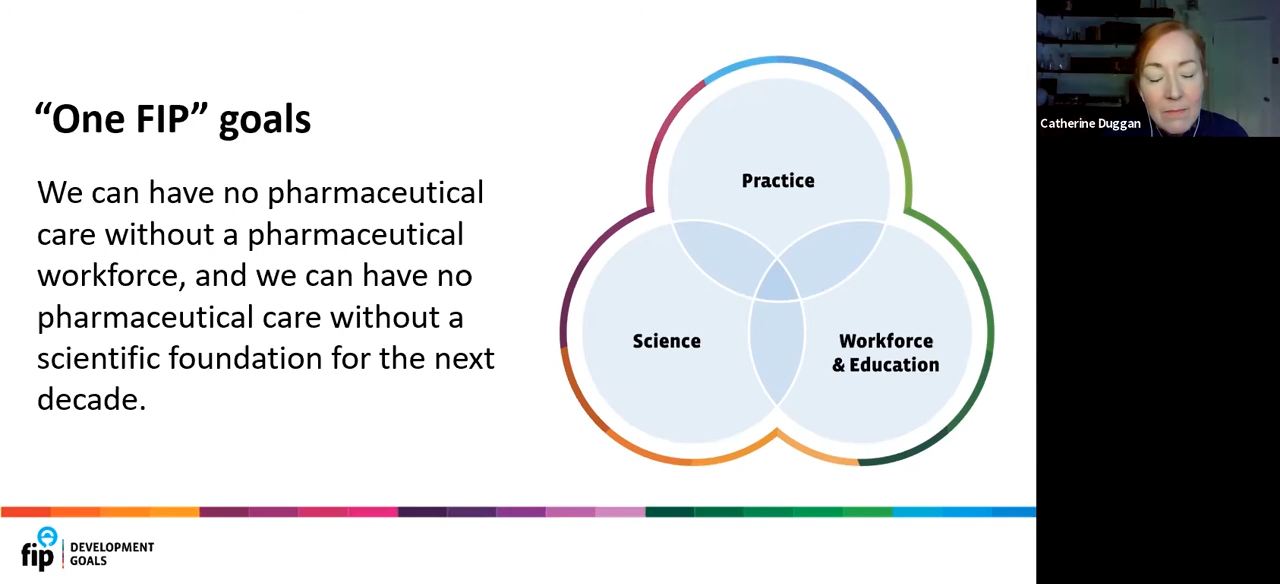 “One FIP” goals
We can have no pharmaceutical
care without a pharmaceutical
workforce, and we can have no
pharmaceutical care without a
scientific foundation for the next
decade.
Practice
Science
Workforce
& Education
fip
DEVELOPMENT
GOALS
Catherine Duggan